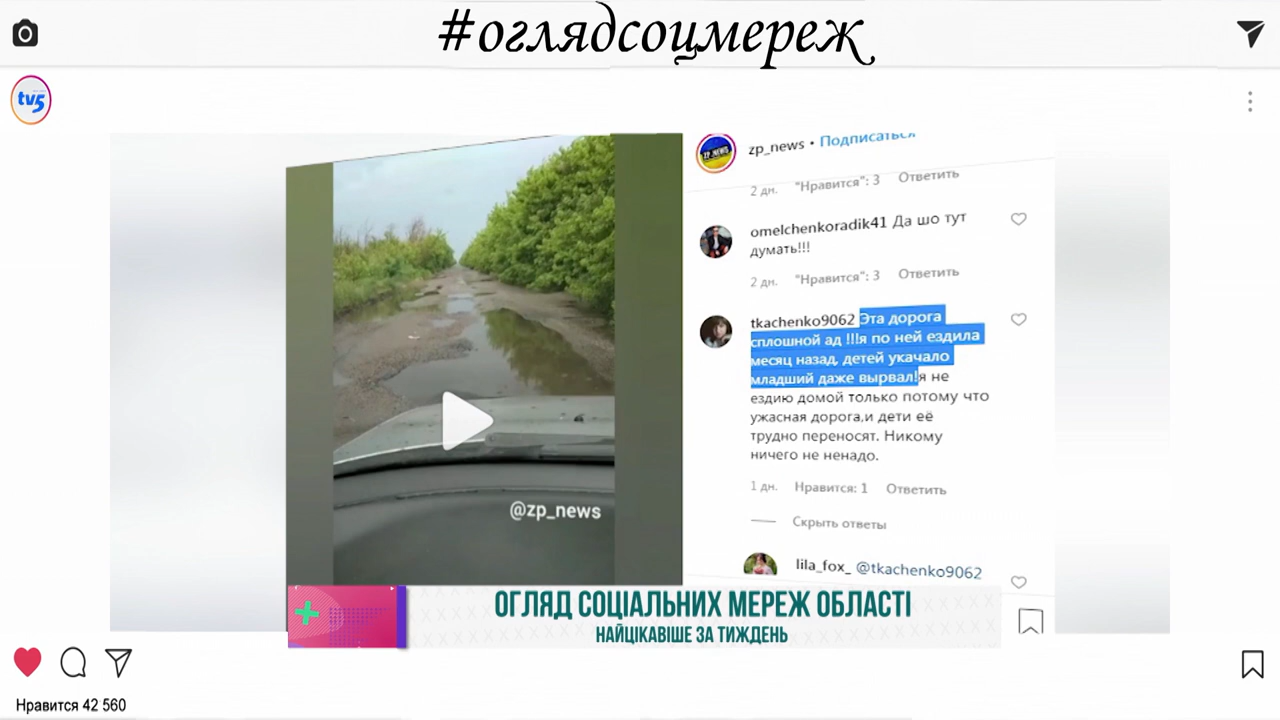 #оглядсоцмереж
tv5
ZP_NEWS
zp_news • Подписаться
2 дн. "Нравится": 3 Ответить
omelchenkoradik41 Да шо тут
думать!!!
2 дн. "Нравится": 3 Ответить
tkachenko9062 Эта дорога
сплошной ад !!!я по ней ездила
месяц назад, детей укачало
младший даже вырвал!я не
ездию домой только потому что
ужасная дорога,и дети её
трудно переносят. Никому
ничего не ненадо.
1 дн. Нравится: 1 Ответить
Скрыть ответы
lila_fox_ @tkachenko9062
@zp_news
ОГЛЯД СОЦІАЛЬНИХ МЕРЕЖ ОБЛАСТІ
НАЙЦІКАВІШЕ ЗА ТИЖДЕНЬ
Нравится 42 560